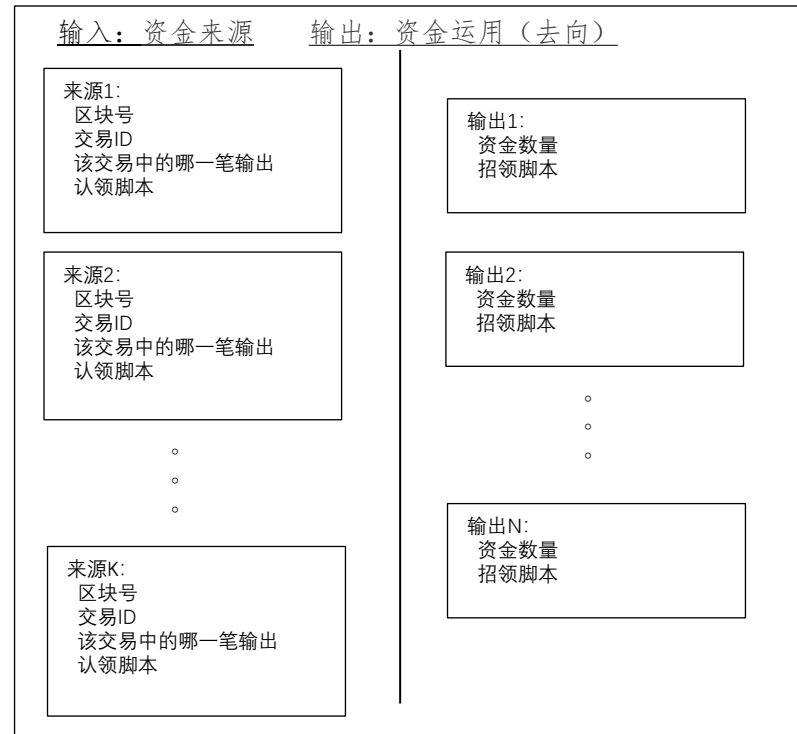 输入：资金来源 输出：资金运用（去向）
来源1:
区块号
交易ID
该交易中的哪一笔输出
认领脚本
来源2:
区块号
交易ID
该交易中的哪一笔输出
认领脚本
。
。
。
来源K:
区块号
交易ID
该交易中的哪一笔输出
认领脚本
输出1:
资金数量
招领脚本
输出2:
资金数量
招领脚本
。
。
。
输出N:
资金数量
招领脚本